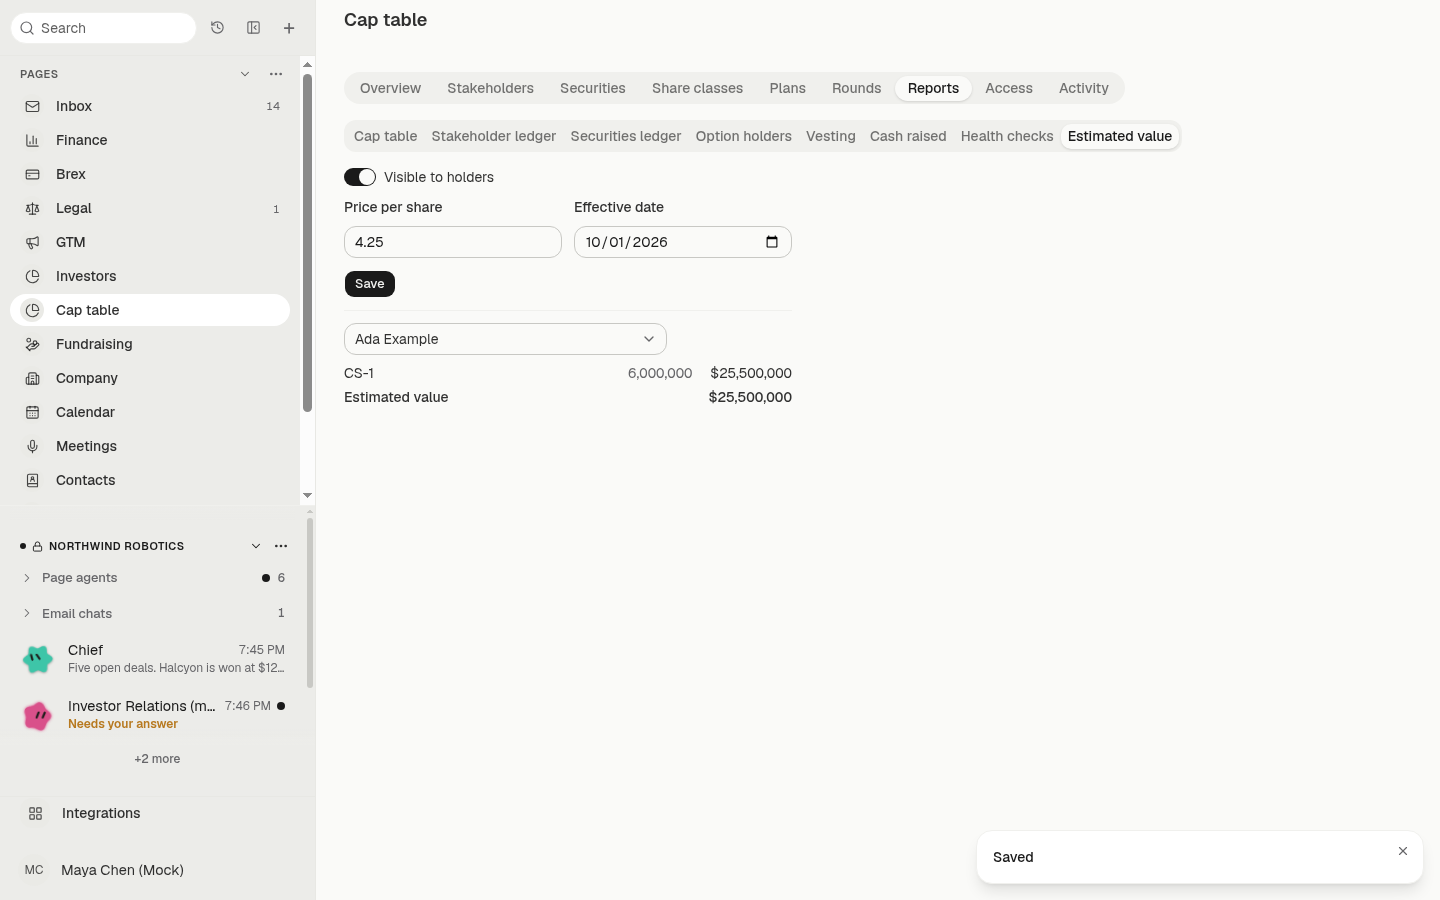 Search
PAGES
Inbox 14
Finance
Brex
Legal 1
GTM
Investors
Cap table
Fundraising
Company
Calendar
Meetings
Contacts
NORTHWIND ROBOTICS
Page agents 6
Email chats 1
Chief 7:45 PM
Five open deals. Halcyon is won at $12…
Investor Relations (m… 7:46 PM
Needs your answer
+2 more
Integrations
MC Maya Chen (Mock)
Cap table
Overview Stakeholders Securities Share classes Plans Rounds Reports Access Activity
Cap table Stakeholder ledger Securities ledger Option holders Vesting Cash raised Health checks Estimated value
Visible to holders
Price per share Effective date
4.25 10/01/2026
Save
Ada Example
CS-1 6,000,000 $25,500,000
Estimated value $25,500,000
Saved